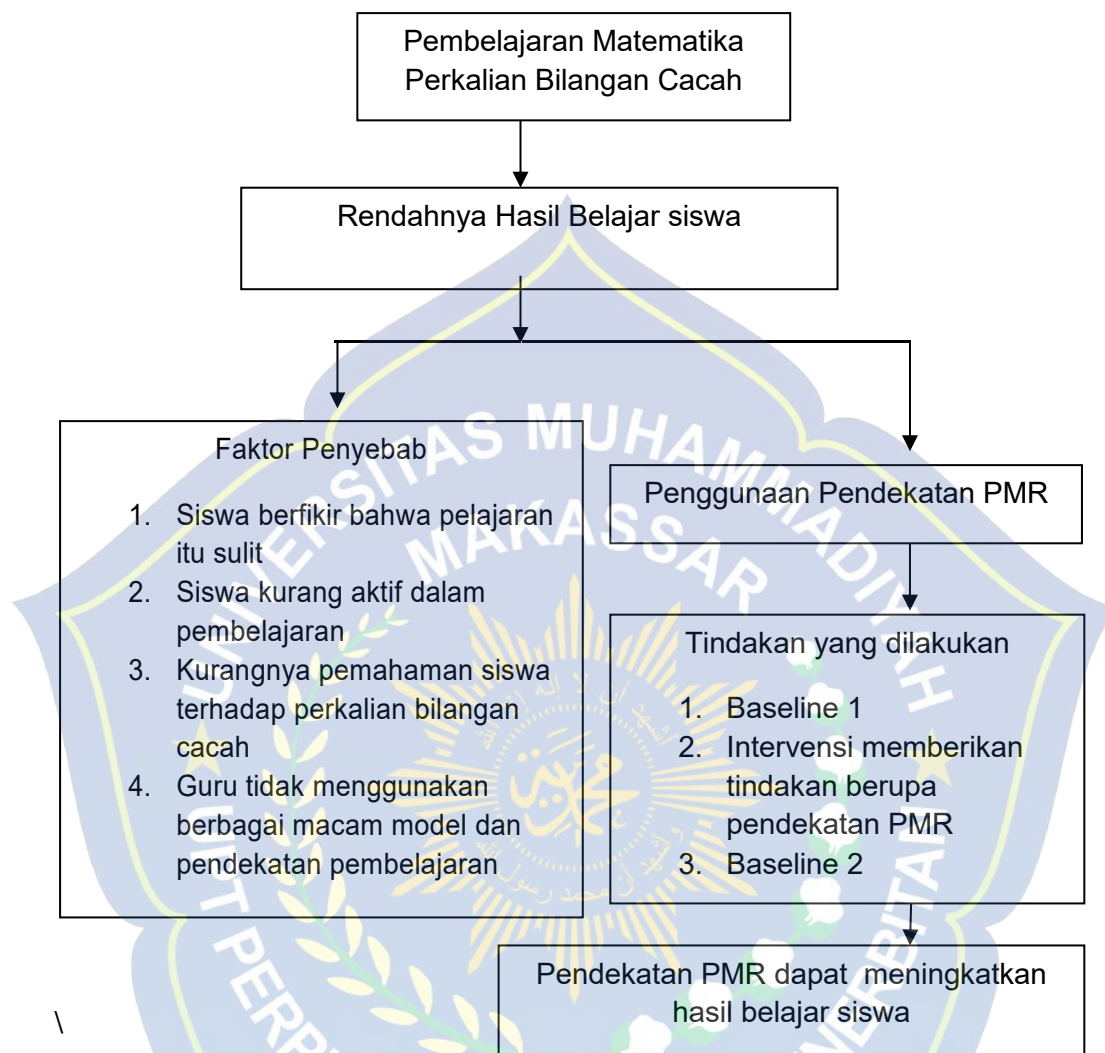 Pembelajaran Matematika
Perkalian Bilangan Cacah
Rendahnya Hasil Belajar siswa
Faktor Penyebab
1. Siswa berfikir bahwa pelajaran
itu sulit
2. Siswa kurang aktif dalam
pembelajaran
3. Kurangnya pemahaman siswa
terhadap perkalian bilangan
cacah
4. Guru tidak menggunakan
berbagai macam model dan
pendekatan pembelajaran
Penggunaan Pendekatan PMR
Tindakan yang dilakukan
1. Baseline 1
2. Intervensi memberikan
tindakan berupa
pendekatan PMR
3. Baseline 2
Pendekatan PMR dapat meningkatkan
hasil belajar siswa
\
UNIVERSITAS MUHAMMADIYAH
MAKASSAR